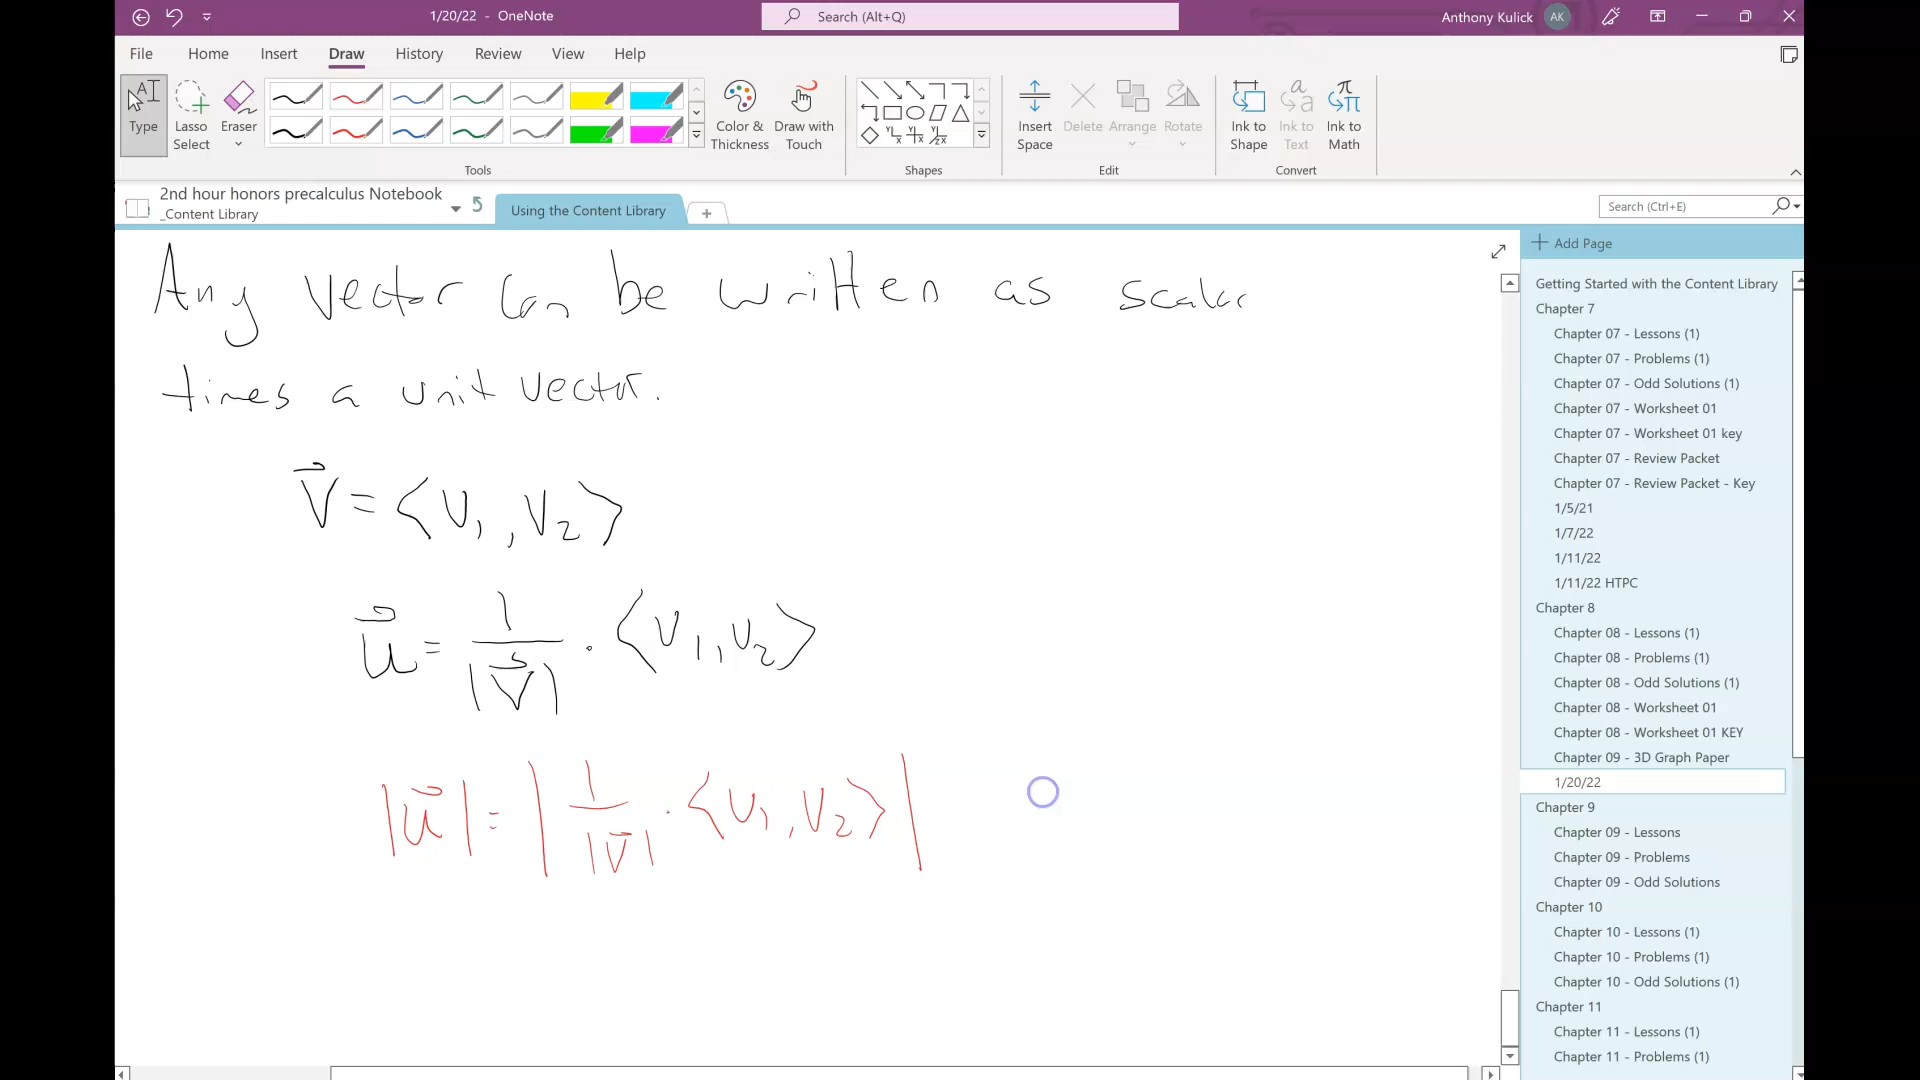 1/20/22 - OneNote
Search (Alt+Q)
Anthony Kulick
AK
File Home Insert Draw History Review View Help
Type
Lasso Select
Eraser
Color & Thickness
Draw with Touch
Insert Space
Delete
Arrange
Rotate
Ink to Shape
Ink to Text
Ink to Math
Tools
Shapes
Edit
Convert
2nd hour honors precalculus Notebook
_Content Library
Using the Content Library
Search (Ctrl+E)
Any vector can be written as scalar
times a unit vector.
v⃗ = ⟨v₁, v₂⟩
u⃗ = 1/|v⃗| · ⟨v₁, v₂⟩
|u⃗| = | 1/|v⃗| · ⟨v₁, v₂⟩ |
Add Page
Getting Started with the Content Library
Chapter 7
Chapter 07 - Lessons (1)
Chapter 07 - Problems (1)
Chapter 07 - Odd Solutions (1)
Chapter 07 - Worksheet 01
Chapter 07 - Worksheet 01 key
Chapter 07 - Review Packet
Chapter 07 - Review Packet - Key
1/5/21
1/7/22
1/11/22
1/11/22 HTPC
Chapter 8
Chapter 08 - Lessons (1)
Chapter 08 - Problems (1)
Chapter 08 - Odd Solutions (1)
Chapter 08 - Worksheet 01
Chapter 08 - Worksheet 01 KEY
Chapter 09 - 3D Graph Paper
1/20/22
Chapter 9
Chapter 09 - Lessons
Chapter 09 - Problems
Chapter 09 - Odd Solutions
Chapter 10
Chapter 10 - Lessons (1)
Chapter 10 - Problems (1)
Chapter 10 - Odd Solutions (1)
Chapter 11
Chapter 11 - Lessons (1)
Chapter 11 - Problems (1)